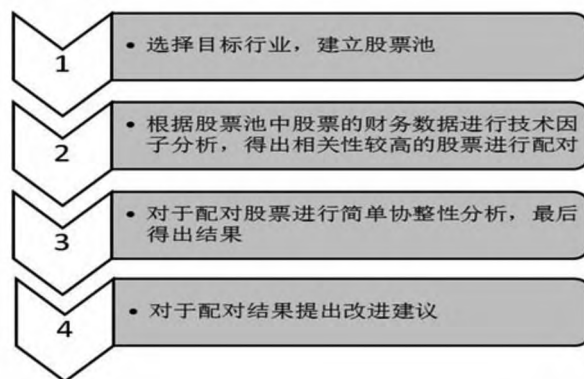 1
• 选择目标行业，建立股票池
2
• 根据股票池中股票的财务数据进行技术因
子分析，得出相关性较高的股票进行配对
3
• 对于配对股票进行简单协整性分析，最后
得出结果
4
• 对于配对结果提出改进建议